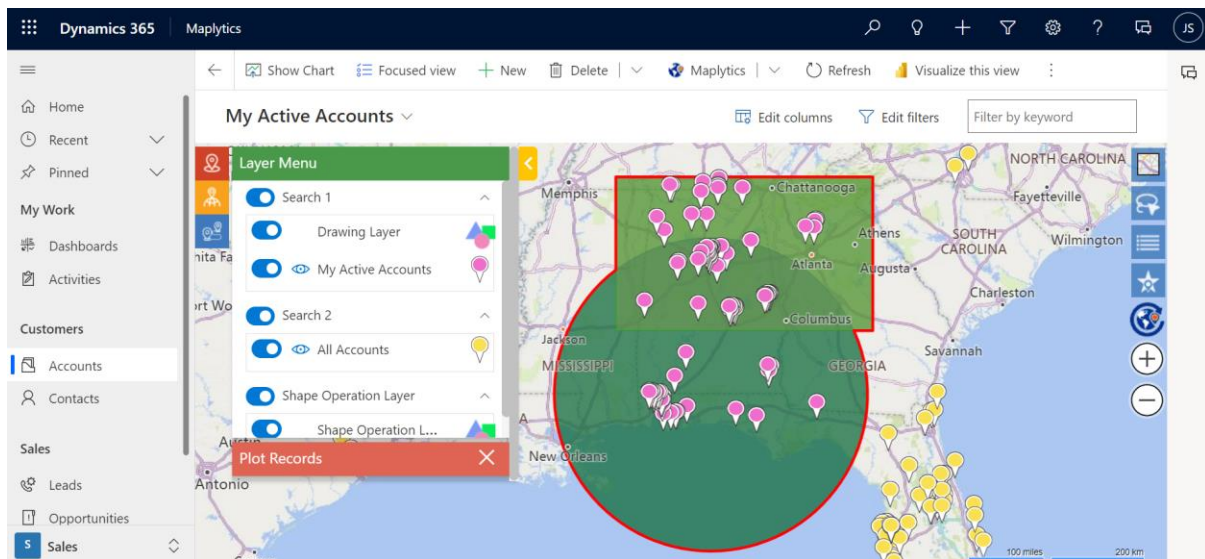 Dynamics 365 Maplytics JS
Show Chart Focused view New Delete Maplytics Refresh Visualize this view
Home
Recent
Pinned
My Work
Dashboards
Activities
Customers
Accounts
Contacts
Sales
Leads
Opportunities
S Sales
My Active Accounts Edit columns Edit filters Filter by keyword
Layer Menu
Search 1
Drawing Layer
My Active Accounts
Search 2
All Accounts
Shape Operation Layer
Shape Operation L...
Plot Records
Memphis
Chattanooga
NORTH CAROLINA
Fayetteville
Athens
SOUTH
CAROLINA
Wilmington
Atlanta
Augusta
Charleston
Columbus
Jackson
MISSISSIPPI
GEORGIA
Savannah
New Orleans
Antonio
100 miles 200 km